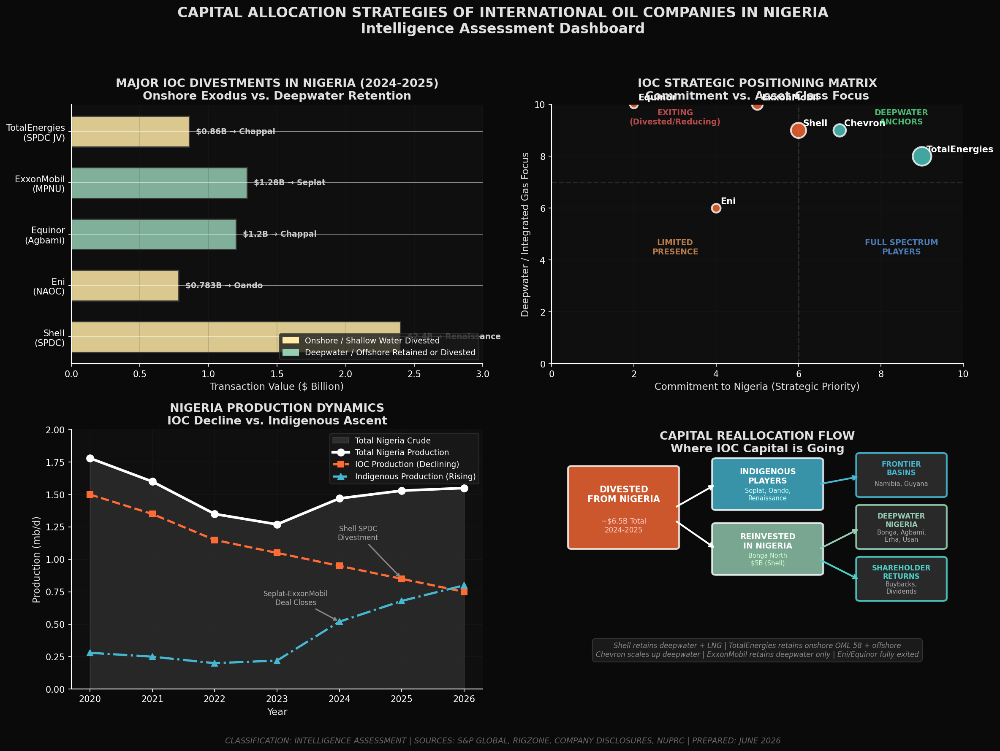 CAPITAL ALLOCATION STRATEGIES OF INTERNATIONAL OIL COMPANIES IN NIGERIA
Intelligence Assessment Dashboard
MAJOR IOC DIVESTMENTS IN NIGERIA (2024-2025)
Onshore Exodus vs. Deepwater Retention
TotalEnergies
(SPDC JV)
$0.86B → Chappal
ExxonMobil
(MPNU)
$1.28B → Seplat
Equinor
(Agbami)
$1.2B → Chappal
Eni
(NAOC)
$0.783B → Oando
Shell
(SPDC)
$2.4B → Renaissance
Onshore / Shallow Water Divested
Deepwater / Offshore Retained or Divested
0.0
0.5
1.0
1.5
2.0
2.5
3.0
Transaction Value ($ Billion)
IOC STRATEGIC POSITIONING MATRIX
Commitment vs. Asset Class Focus
Equinor
ExxonMobil
EXITING
(Divested/Reducing)
DEEPWATER
ANCHORS
Shell
Chevron
TotalEnergies
Eni
LIMITED
PRESENCE
FULL SPECTRUM
PLAYERS
10
8
6
4
2
0
Deepwater / Integrated Gas Focus
0
2
4
6
8
10
Commitment to Nigeria (Strategic Priority)
NIGERIA PRODUCTION DYNAMICS
IOC Decline vs. Indigenous Ascent
Total Nigeria Crude
Total Nigeria Production
IOC Production (Declining)
Indigenous Production (Rising)
Shell SPDC
Divestment
Seplat-ExxonMobil
Deal Closes
2.00
1.75
1.50
1.25
1.00
0.75
0.50
0.25
0.00
Production (mb/d)
2020
2021
2022
2023
2024
2025
2026
Year
CAPITAL REALLOCATION FLOW
Where IOC Capital is Going
DIVESTED
FROM NIGERIA
~$6.5B Total
2024-2025
INDIGENOUS
PLAYERS
Seplat, Oando,
Renaissance
REINVESTED
IN NIGERIA
Bonga North
$5B (Shell)
FRONTIER
BASINS
Namibia, Guyana
DEEPWATER
NIGERIA
Bonga, Agbami,
Erha, Usan
SHAREHOLDER
RETURNS
Buybacks,
Dividends
Shell retains deepwater + LNG | TotalEnergies retains onshore OML 58 + offshore
Chevron scales up deepwater | ExxonMobil retains deepwater only | Eni/Equinor fully exited
CLASSIFICATION: INTELLIGENCE ASSESSMENT | SOURCES: S&P GLOBAL, RIGZONE, COMPANY DISCLOSURES, NUPRC | PREPARED: JUNE 2026